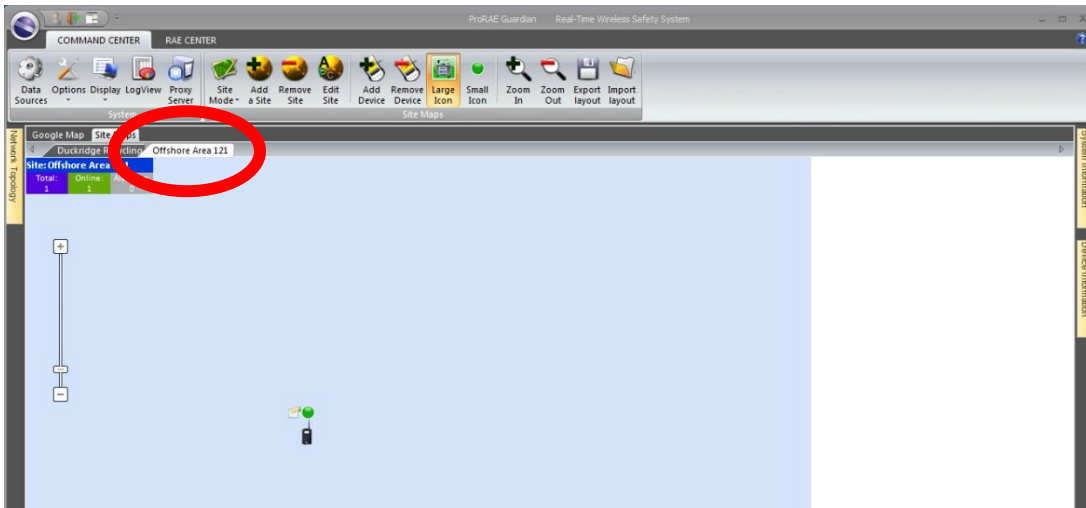 ProRAE Guardian Real-Time Wireless Safety System
COMMAND CENTER RAE CENTER
Data Sources
Options
Display
LogView
Proxy Server
Site Mode
Add a Site
Remove Site
Edit Site
Add Device
Remove Device
Large Icon
Small Icon
Zoom In
Zoom Out
Export layout
Import layout
System
Site Maps
Network Topology
Google Map Site
Duckridge Offshore Area 121
Site: Offshore Area
Total: Online:
1 1 0
System Information
Device Information